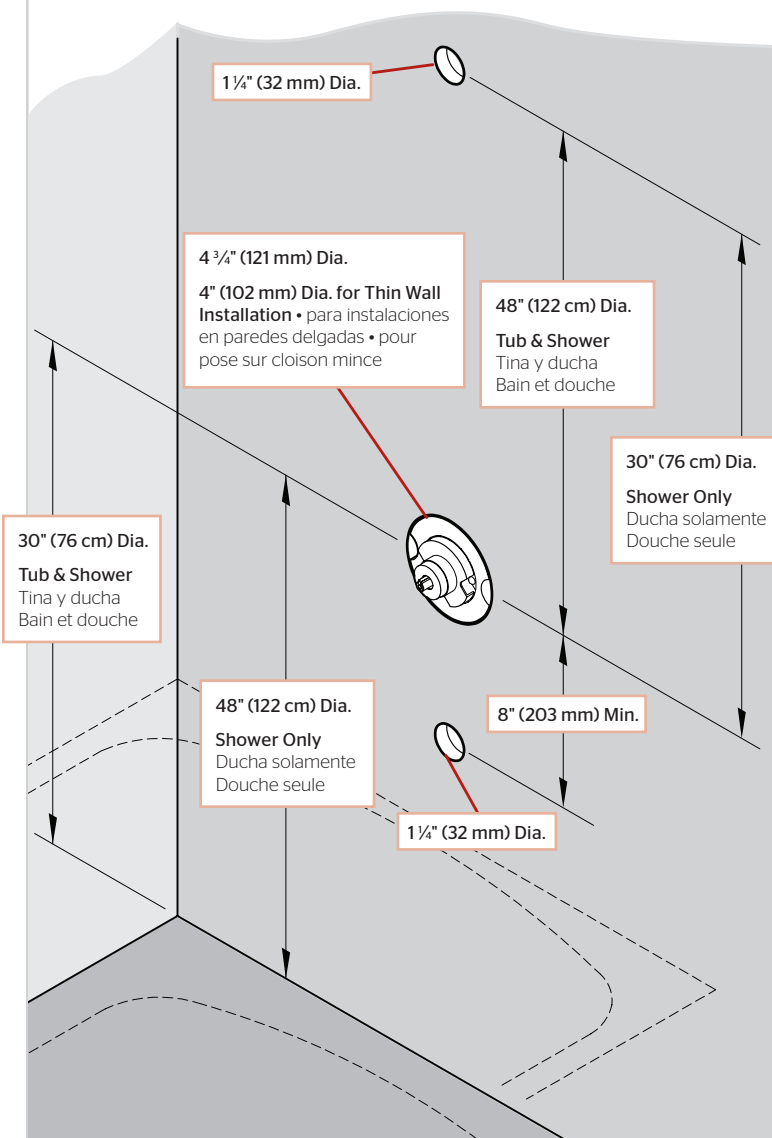 1 ¼" (32 mm) Dia.
4 ¾" (121 mm) Dia.
4" (102 mm) Dia. for Thin Wall
Installation • para instalaciones
en paredes delgadas • pour
pose sur cloison mince
48" (122 cm) Dia.
Tub & Shower
Tina y ducha
Bain et douche
30" (76 cm) Dia.
Shower Only
Ducha solamente
Douche seule
30" (76 cm) Dia.
Tub & Shower
Tina y ducha
Bain et douche
48" (122 cm) Dia.
Shower Only
Ducha solamente
Douche seule
8" (203 mm) Min.
1 ¼" (32 mm) Dia.